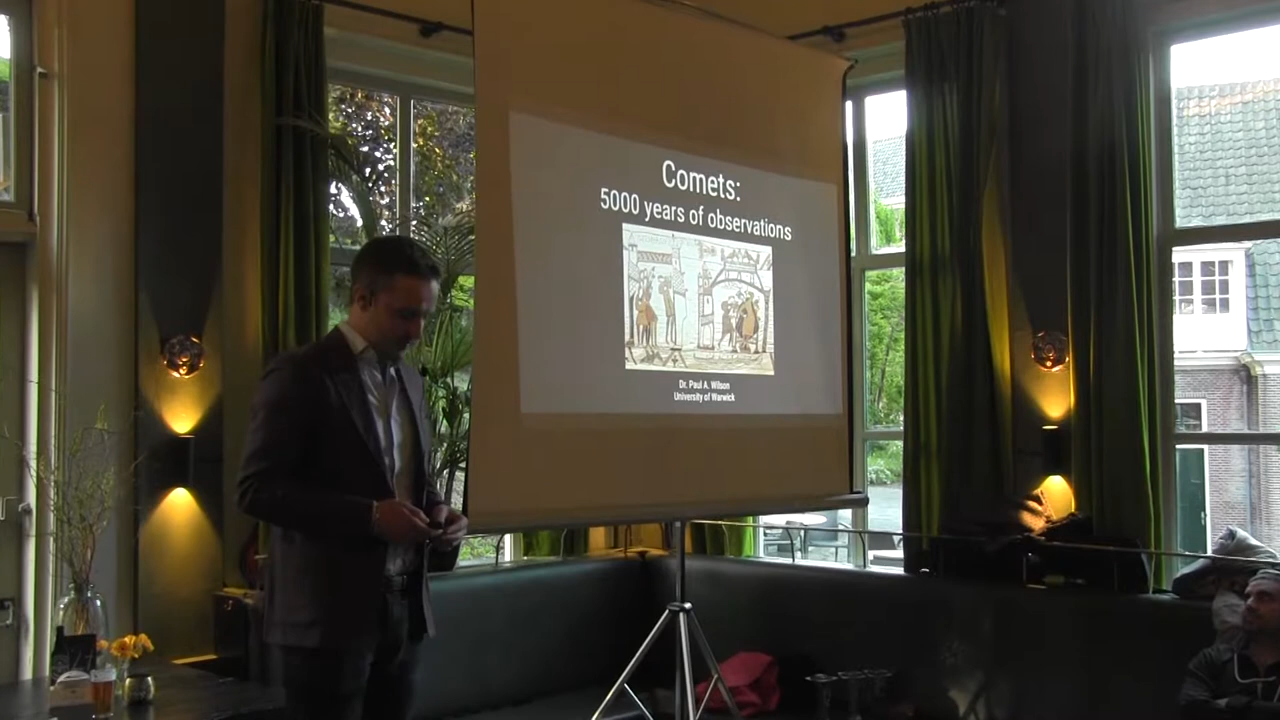 Comets:
5000 years of observations
Dr. Paul A. Wilson
University of Warwick